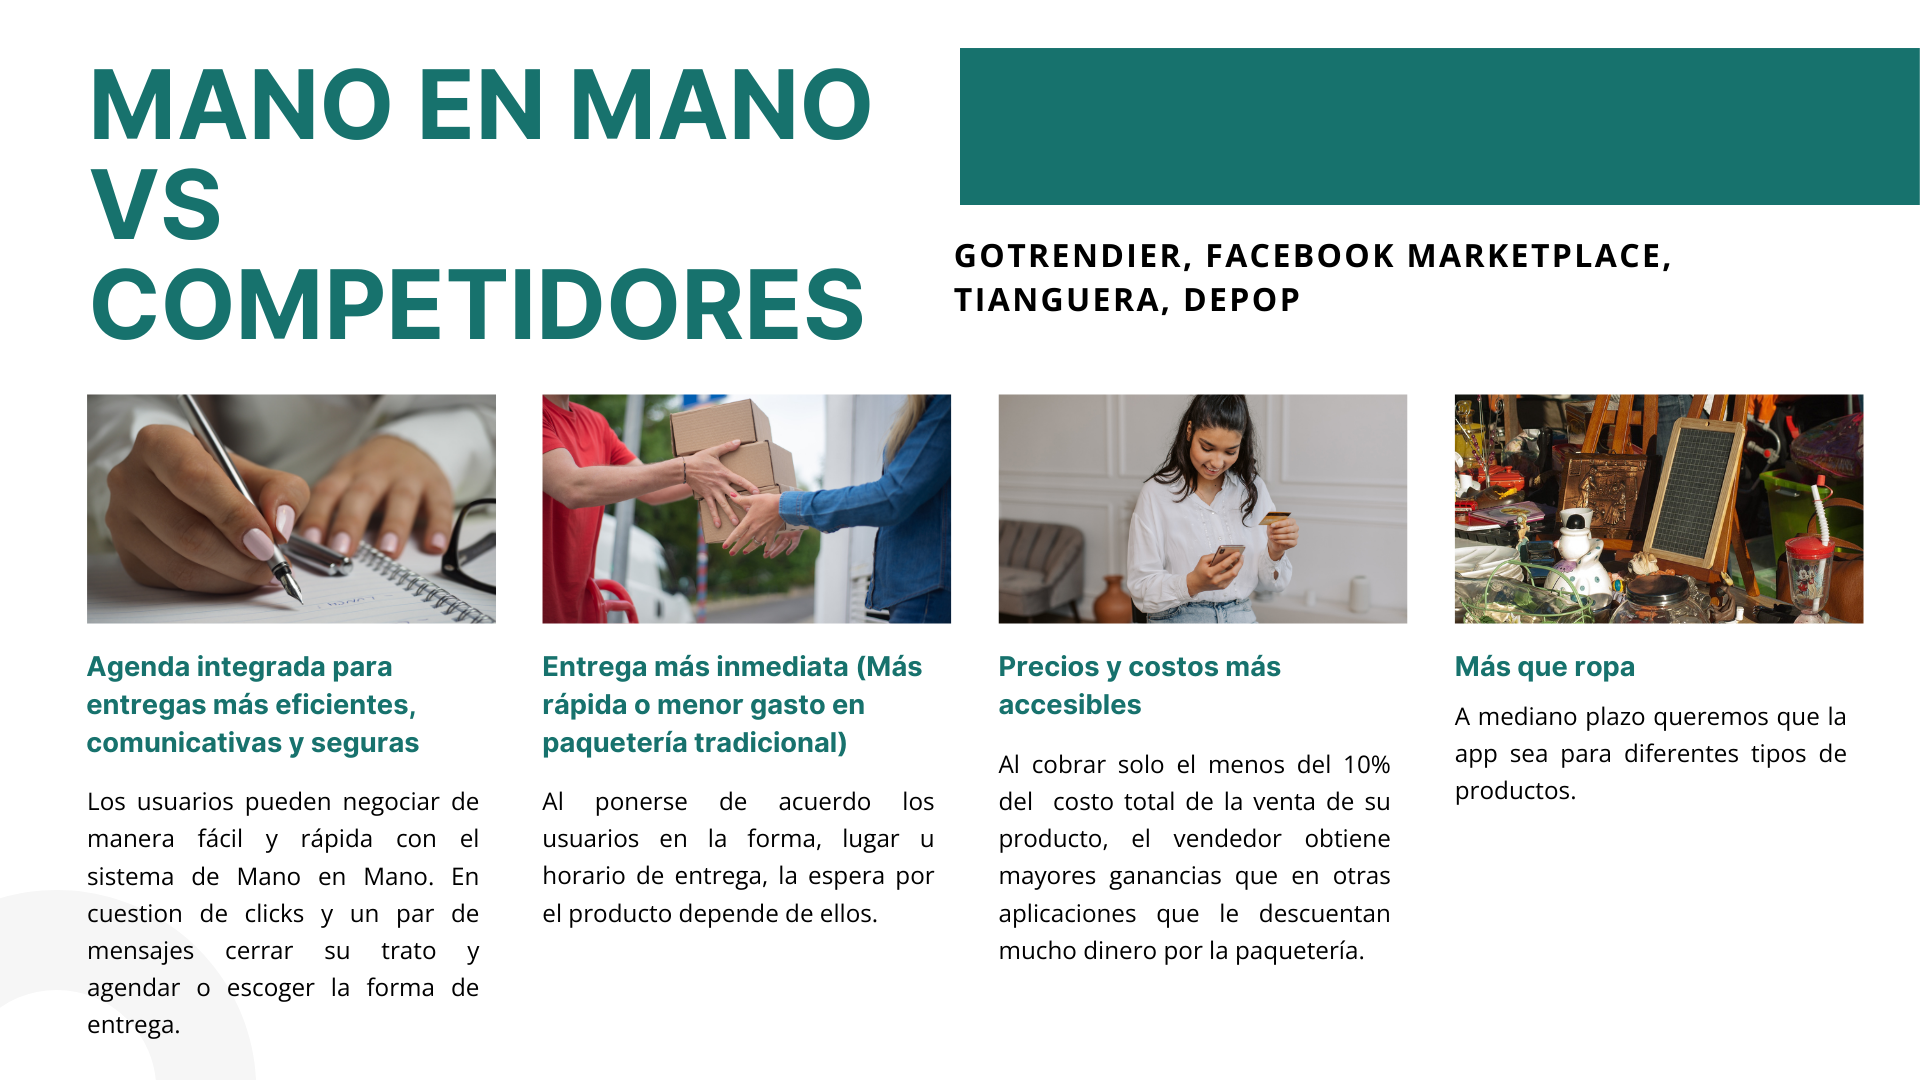 MANO EN MANO
VS
COMPETIDORES
GOTRENDIER, FACEBOOK MARKETPLACE,
TIANGUERA, DEPOP
Agenda integrada para
entregas más eficientes,
comunicativas y seguras
Los usuarios pueden negociar de
manera fácil y rápida con el
sistema de Mano en Mano. En
cuestion de clicks y un par de
mensajes cerrar su trato y
agendar o escoger la forma de
entrega.
Entrega más inmediata (Más
rápida o menor gasto en
paquetería tradicional)
Al ponerse de acuerdo los
usuarios en la forma, lugar u
horario de entrega, la espera por
el producto depende de ellos.
Precios y costos más
accesibles
Al cobrar solo el menos del 10%
del costo total de la venta de su
producto, el vendedor obtiene
mayores ganancias que en otras
aplicaciones que le descuentan
mucho dinero por la paquetería.
Más que ropa
A mediano plazo queremos que la
app sea para diferentes tipos de
productos.